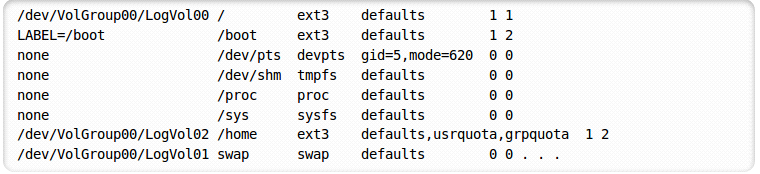 /dev/VolGroup00/LogVol00 /         ext3    defaults        1 1
LABEL=/boot              /boot     ext3    defaults        1 2
none                     /dev/pts  devpts  gid=5,mode=620  0 0
none                     /dev/shm  tmpfs   defaults        0 0
none                     /proc     proc    defaults        0 0
none                     /sys      sysfs   defaults        0 0
/dev/VolGroup00/LogVol02 /home     ext3    defaults,usrquota,grpquota  1 2
/dev/VolGroup00/LogVol01 swap      swap    defaults        0 0 . . .